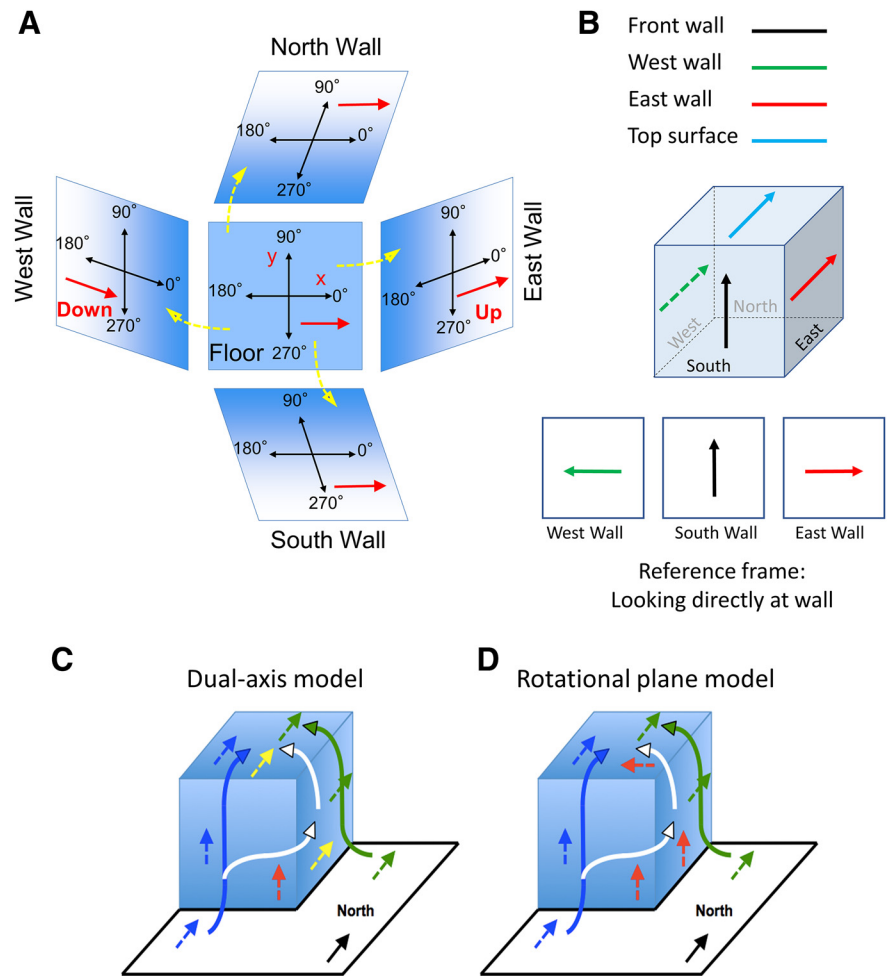 A
North Wall
90°
180°
0°
270°
West Wall
90°
180°
0°
Down
270°
90°
y
x
180°
0°
Floor
270°
90°
0°
180°
Up
270°
East Wall
90°
180°
0°
270°
South Wall
B
Front wall
West wall
East wall
Top surface
North
West
East
South
West Wall
South Wall
East Wall
Reference frame:
Looking directly at wall
C
Dual-axis model
North
D
Rotational plane model
North